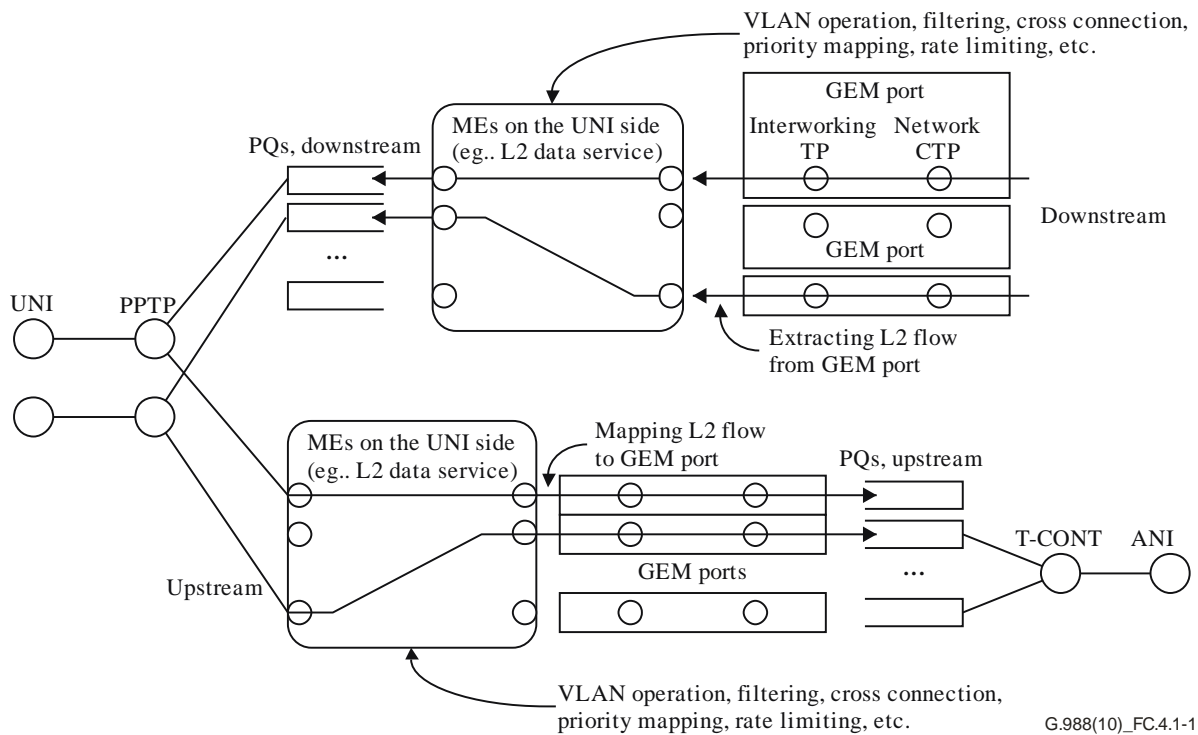 VLAN operation, filtering, cross connection,
priority mapping, rate limiting, etc.
GEM port
MEs on the UNI side
(eg.. L2 data service)
Interworking
TP
Network
CTP
PQs, downstream
Downstream
GEM port
...
UNI
PPTP
Extracting L2 flow
from GEM port
MEs on the UNI side
(eg.. L2 data service)
Mapping L2 flow
to GEM port
PQs, upstream
T-CONT
ANI
GEM ports
...
Upstream
VLAN operation, filtering, cross connection,
priority mapping, rate limiting, etc.
G.988(10)_FC.4.1-1